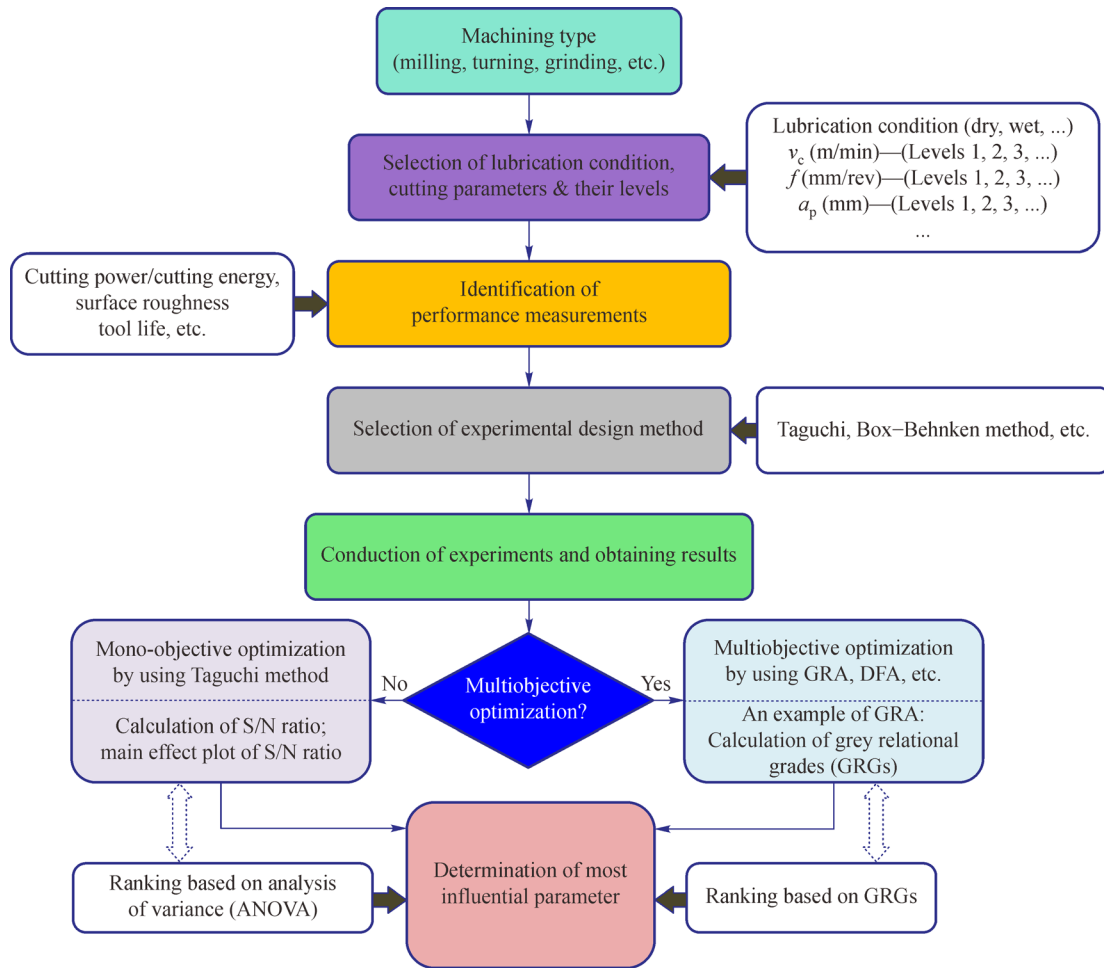 Machining type
(milling, turning, grinding, etc.)
Selection of lubrication condition,
cutting parameters & their levels
Lubrication condition (dry, wet, ...)
v_c (m/min)—(Levels 1, 2, 3, ...)
f (mm/rev)—(Levels 1, 2, 3, ...)
a_p (mm)—(Levels 1, 2, 3, ...)
...
Cutting power/cutting energy,
surface roughness
tool life, etc.
Identification of
performance measurements
Selection of experimental design method
Taguchi, Box−Behnken method, etc.
Conduction of experiments and obtaining results
Mono-objective optimization
by using Taguchi method
Calculation of S/N ratio;
main effect plot of S/N ratio
No
Multiobjective
optimization?
Yes
Multiobjective optimization
by using GRA, DFA, etc.
An example of GRA:
Calculation of grey relational
grades (GRGs)
Ranking based on analysis
of variance (ANOVA)
Determination of most
influential parameter
Ranking based on GRGs